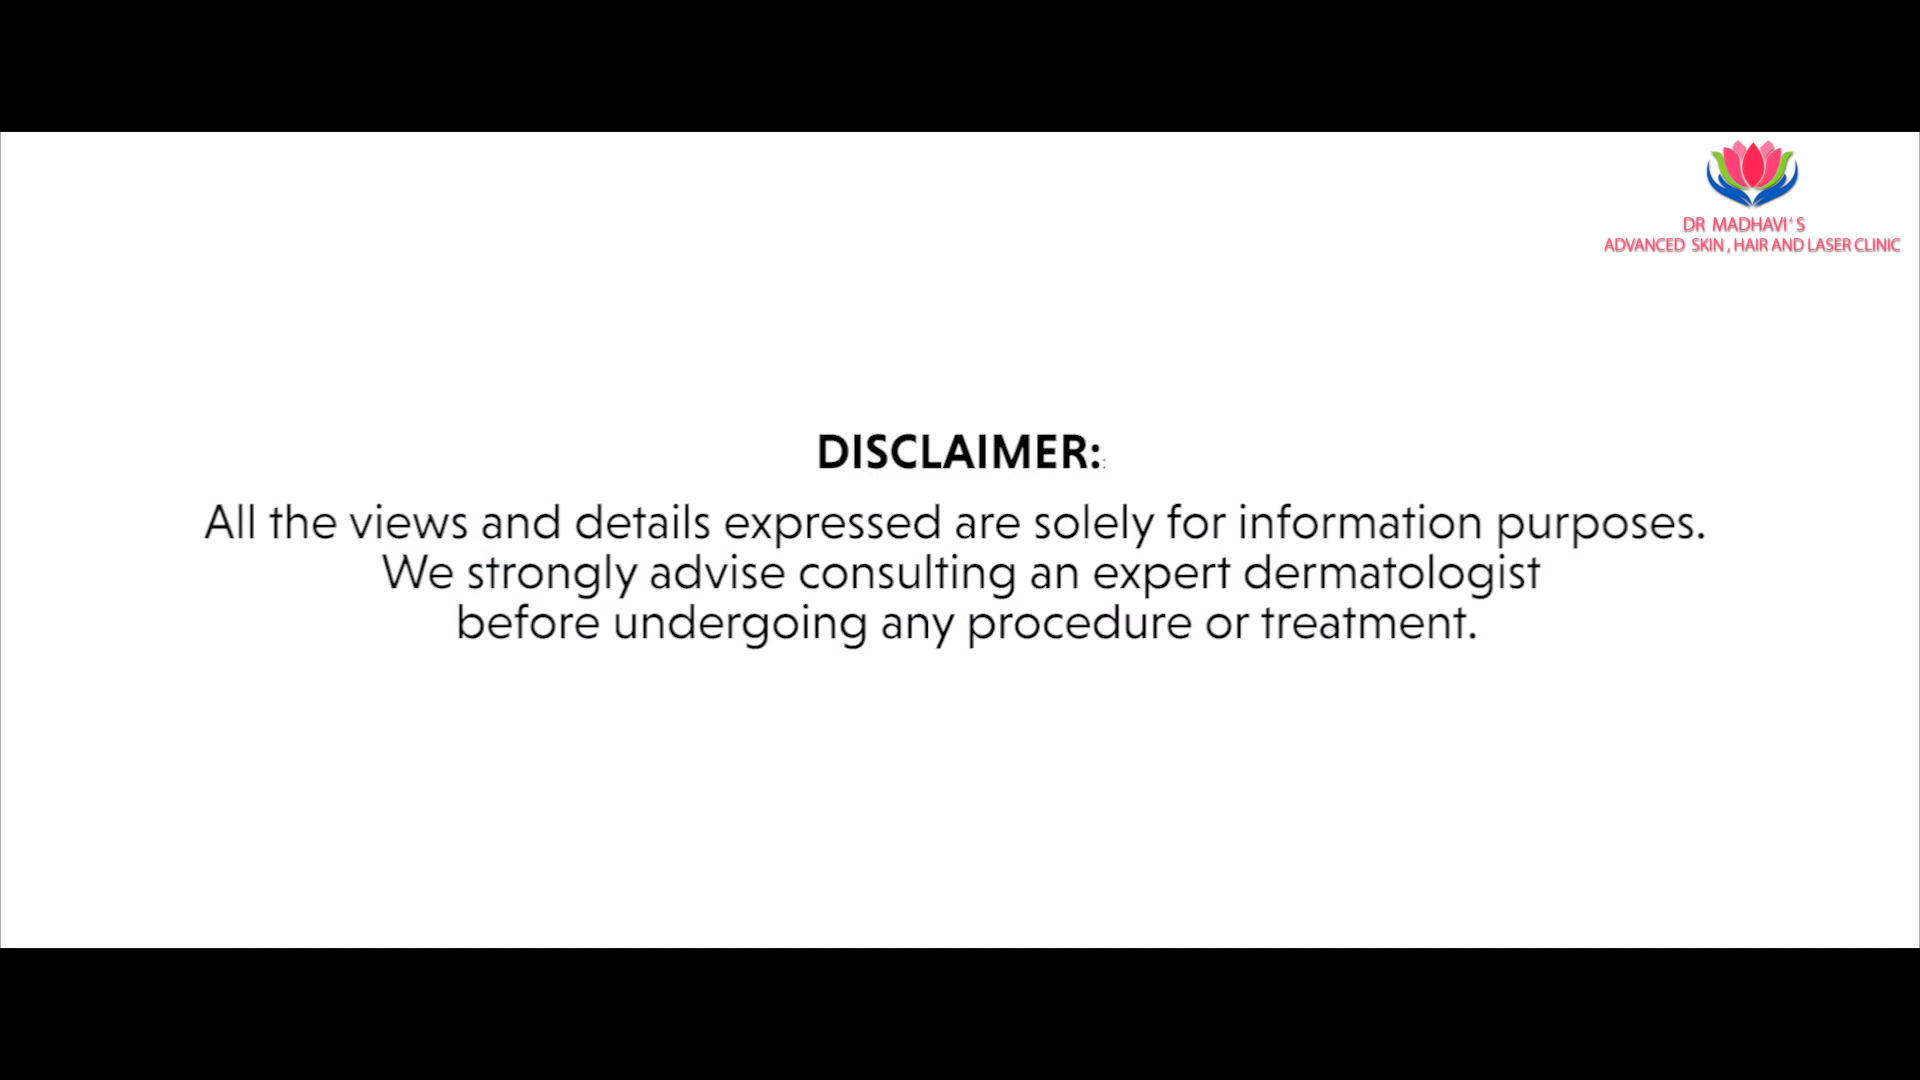 DR MADHAVI'S
ADVANCED SKIN, HAIR AND LASER CLINIC
DISCLAIMER:
All the views and details expressed are solely for information purposes.
We strongly advise consulting an expert dermatologist
before undergoing any procedure or treatment.